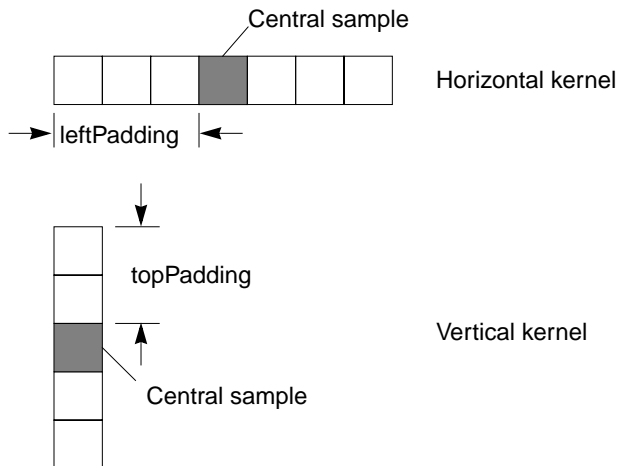 Central sample
Horizontal kernel
leftPadding
topPadding
Vertical kernel
Central sample